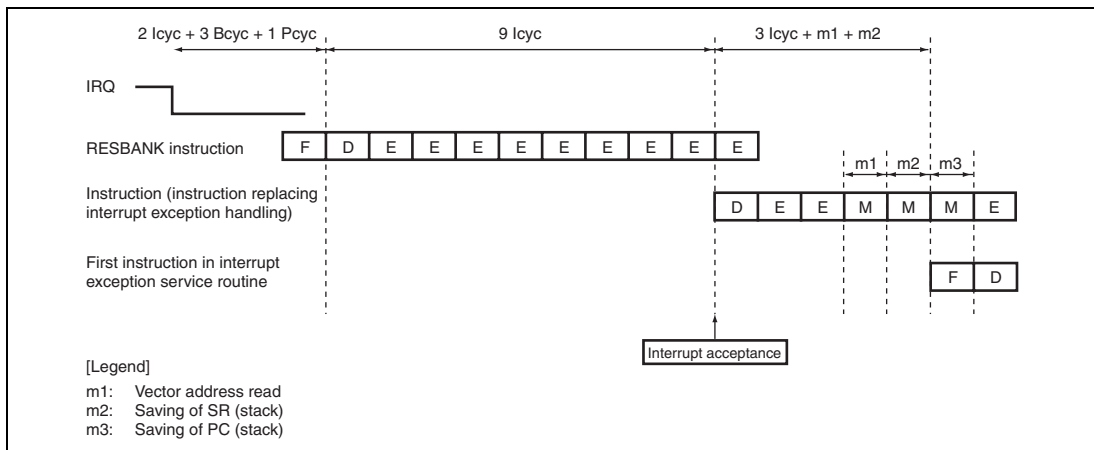 2 Icyc + 3 Bcyc + 1 Pcyc 9 Icyc 3 Icyc + m1 + m2
IRQ
RESBANK instruction F D E E E E E E E E E
m1 m2 m3
Instruction (instruction replacing
interrupt exception handling)
D E E M M M E
First instruction in interrupt
exception service routine
F D
Interrupt acceptance
[Legend]
m1: Vector address read
m2: Saving of SR (stack)
m3: Saving of PC (stack)